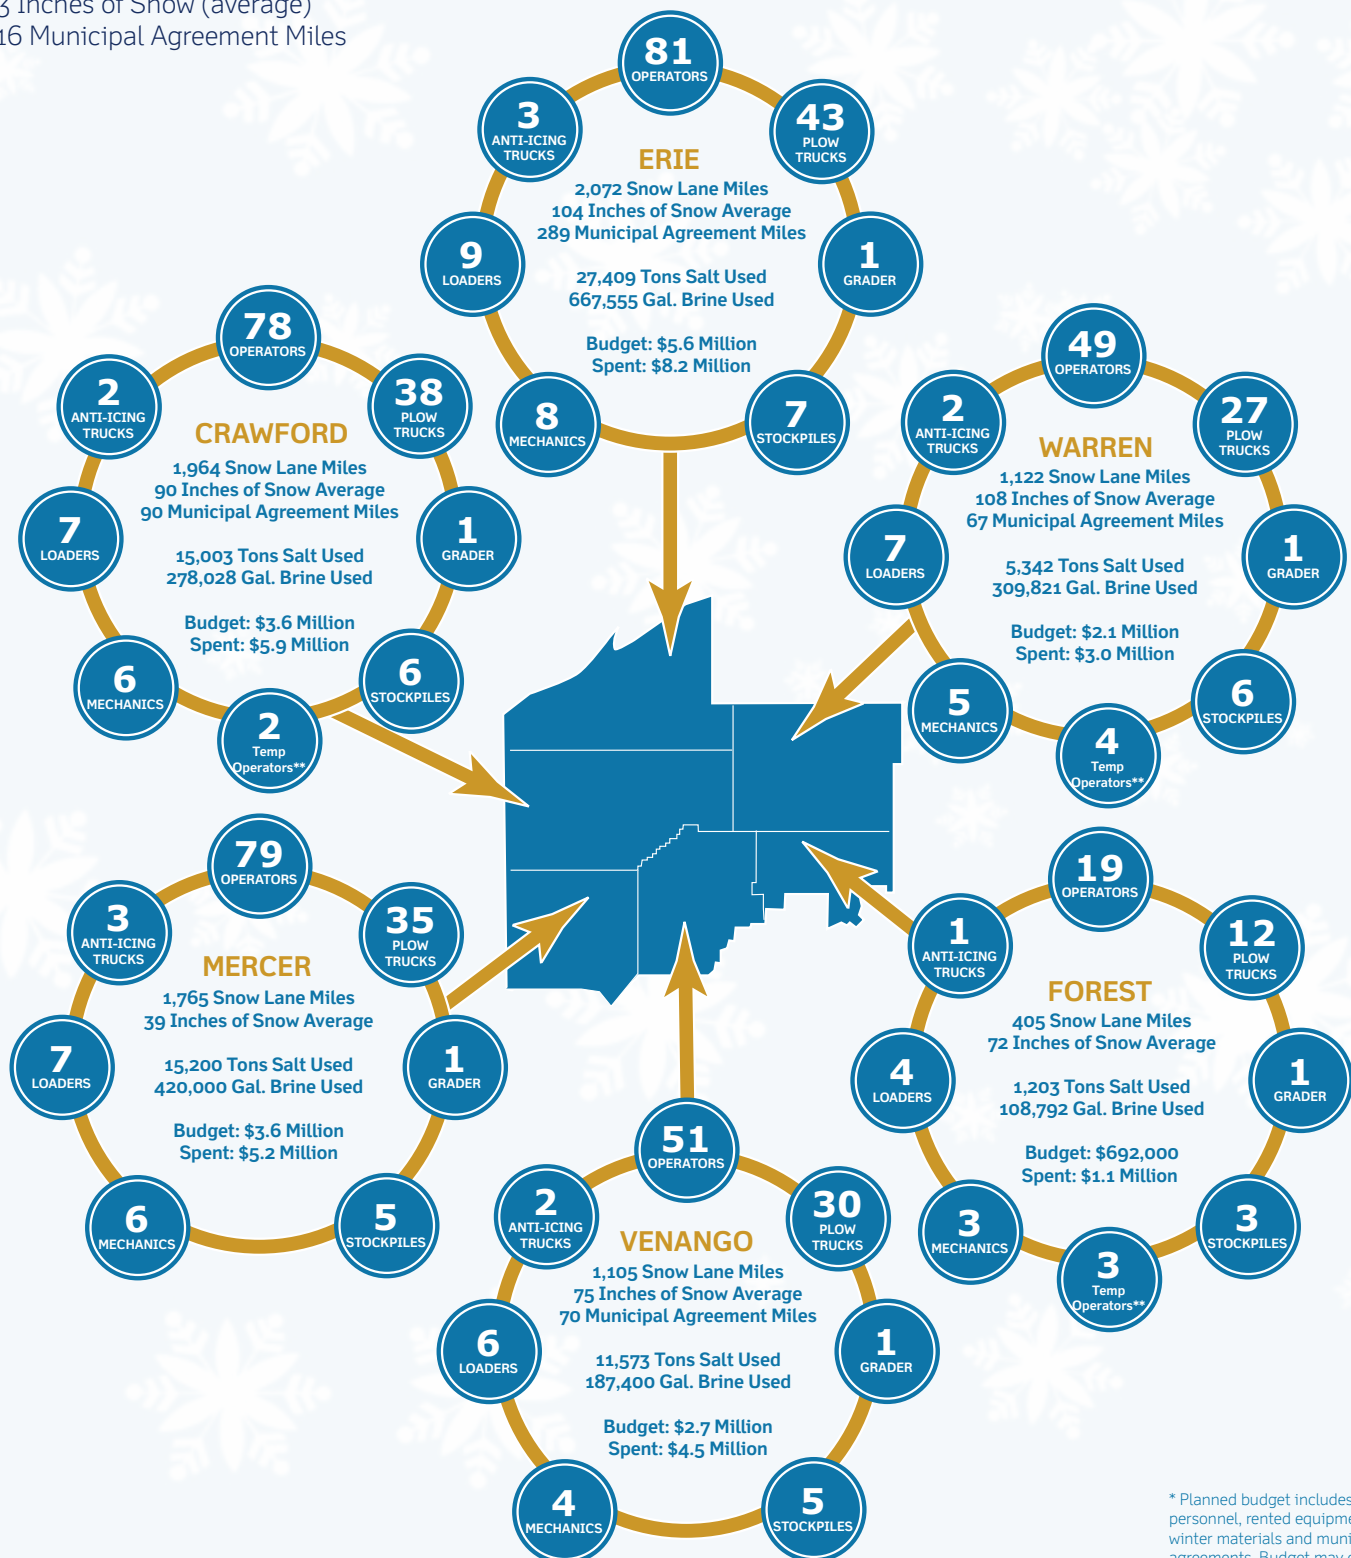 3 Inches of Snow (average)
16 Municipal Agreement Miles
81
OPERATORS
3
ANTI-ICING
TRUCKS
43
PLOW
TRUCKS
9
LOADERS
1
GRADER
8
MECHANICS
7
STOCKPILES
ERIE
2,072 Snow Lane Miles
104 Inches of Snow Average
289 Municipal Agreement Miles
27,409 Tons Salt Used
667,555 Gal. Brine Used
Budget: $5.6 Million
Spent: $8.2 Million
78
OPERATORS
2
ANTI-ICING
TRUCKS
38
PLOW
TRUCKS
7
LOADERS
1
GRADER
6
MECHANICS
6
STOCKPILES
2
Temp
Operators**
CRAWFORD
1,964 Snow Lane Miles
90 Inches of Snow Average
90 Municipal Agreement Miles
15,003 Tons Salt Used
278,028 Gal. Brine Used
Budget: $3.6 Million
Spent: $5.9 Million
49
OPERATORS
2
ANTI-ICING
TRUCKS
27
PLOW
TRUCKS
7
LOADERS
1
GRADER
5
MECHANICS
6
STOCKPILES
4
Temp
Operators**
WARREN
1,122 Snow Lane Miles
108 Inches of Snow Average
67 Municipal Agreement Miles
5,342 Tons Salt Used
309,821 Gal. Brine Used
Budget: $2.1 Million
Spent: $3.0 Million
79
OPERATORS
3
ANTI-ICING
TRUCKS
35
PLOW
TRUCKS
7
LOADERS
1
GRADER
6
MECHANICS
5
STOCKPILES
MERCER
1,765 Snow Lane Miles
39 Inches of Snow Average
15,200 Tons Salt Used
420,000 Gal. Brine Used
Budget: $3.6 Million
Spent: $5.2 Million
19
OPERATORS
1
ANTI-ICING
TRUCKS
12
PLOW
TRUCKS
4
LOADERS
1
GRADER
3
MECHANICS
3
STOCKPILES
3
Temp
Operators**
FOREST
405 Snow Lane Miles
72 Inches of Snow Average
1,203 Tons Salt Used
108,792 Gal. Brine Used
Budget: $692,000
Spent: $1.1 Million
51
OPERATORS
2
ANTI-ICING
TRUCKS
30
PLOW
TRUCKS
6
LOADERS
1
GRADER
4
MECHANICS
5
STOCKPILES
VENANGO
1,105 Snow Lane Miles
75 Inches of Snow Average
70 Municipal Agreement Miles
11,573 Tons Salt Used
187,400 Gal. Brine Used
Budget: $2.7 Million
Spent: $4.5 Million
* Planned budget includes
personnel, rented equipme
winter materials and muni
agreements. Budget may